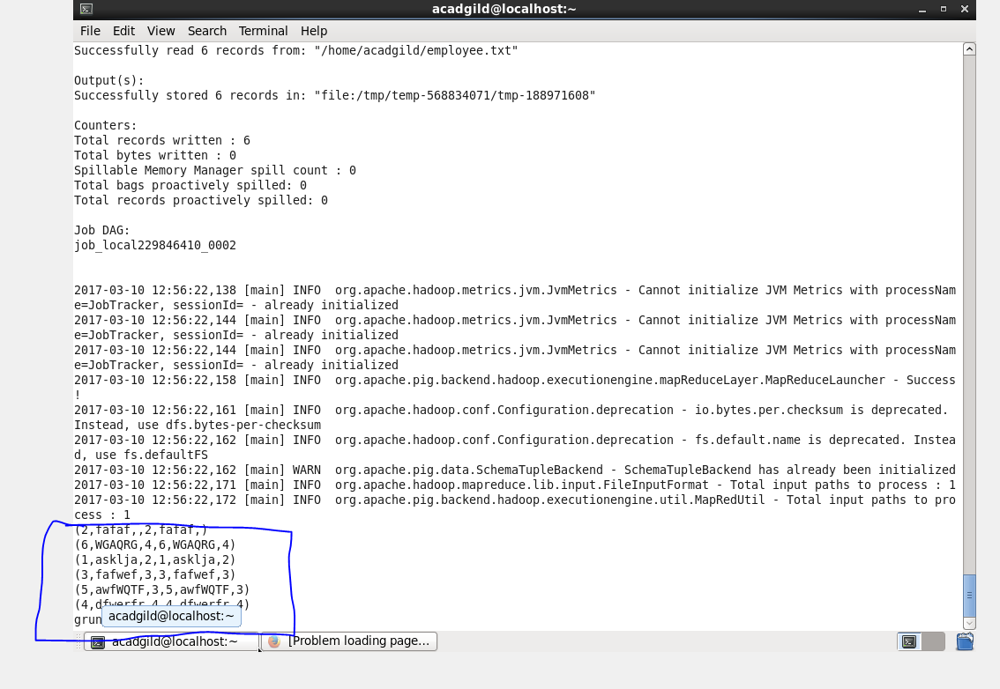 acadgild@localhost:~
File Edit View Search Terminal Help
Successfully read 6 records from: "/home/acadgild/employee.txt"
Output(s):
Successfully stored 6 records in: "file:/tmp/temp-568834071/tmp-188971608"
Counters:
Total records written : 6
Total bytes written : 0
Spillable Memory Manager spill count : 0
Total bags proactively spilled: 0
Total records proactively spilled: 0
Job DAG:
job_local229846410_0002
2017-03-10 12:56:22,138 [main] INFO  org.apache.hadoop.metrics.jvm.JvmMetrics - Cannot initialize JVM Metrics with processNam
e=JobTracker, sessionId= - already initialized
2017-03-10 12:56:22,144 [main] INFO  org.apache.hadoop.metrics.jvm.JvmMetrics - Cannot initialize JVM Metrics with processNam
e=JobTracker, sessionId= - already initialized
2017-03-10 12:56:22,144 [main] INFO  org.apache.hadoop.metrics.jvm.JvmMetrics - Cannot initialize JVM Metrics with processNam
e=JobTracker, sessionId= - already initialized
2017-03-10 12:56:22,158 [main] INFO  org.apache.pig.backend.hadoop.executionengine.mapReduceLayer.MapReduceLauncher - Success
!
2017-03-10 12:56:22,161 [main] INFO  org.apache.hadoop.conf.Configuration.deprecation - io.bytes.per.checksum is deprecated.
Instead, use dfs.bytes-per-checksum
2017-03-10 12:56:22,162 [main] INFO  org.apache.hadoop.conf.Configuration.deprecation - fs.default.name is deprecated. Instea
d, use fs.defaultFS
2017-03-10 12:56:22,162 [main] WARN  org.apache.pig.data.SchemaTupleBackend - SchemaTupleBackend has already been initialized
2017-03-10 12:56:22,171 [main] INFO  org.apache.hadoop.mapreduce.lib.input.FileInputFormat - Total input paths to process : 1
2017-03-10 12:56:22,172 [main] INFO  org.apache.pig.backend.hadoop.executionengine.util.MapRedUtil - Total input paths to pro
cess : 1
(2,fafaf,,2,fafaf,)
(6,WGAQRG,4,6,WGAQRG,4)
(1,asklja,2,1,asklja,2)
(3,fafwef,3,3,fafwef,3)
(5,awfWQTF,3,5,awfWQTF,3)
(4,dfwerfr,4,4,dfwerfr,4)
grun
acadgild@localhost:~
acadgild@localhost:~
[Problem loading page...